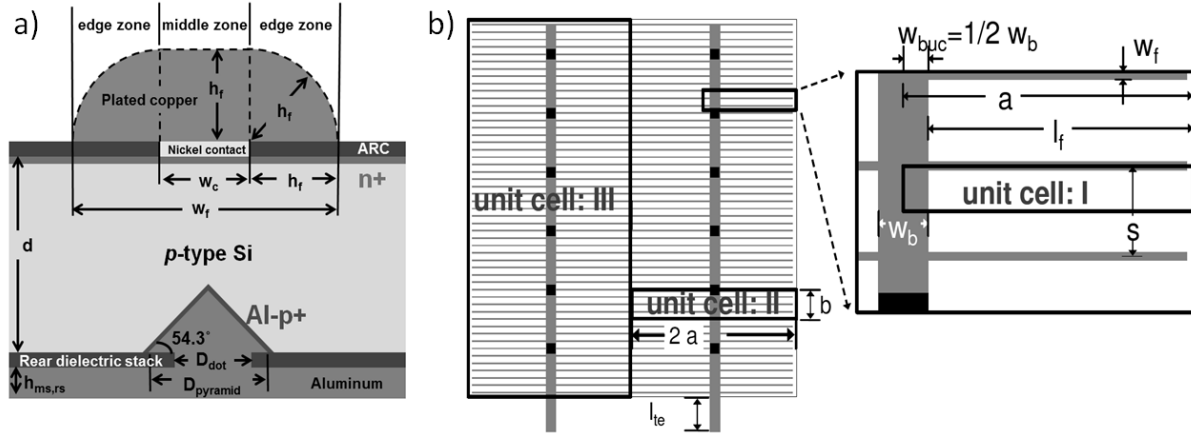 a)
edge zone
middle zone
edge zone
h_f
h_f
Plated copper
Nickel contact
ARC
w_c
h_f
n+
w_f
d
p-type Si
Al-p+
54.3°
Rear dielectric stack
D_dot
D_pyramid
h_ms,rs
Aluminum
b)
unit cell: III
unit cell: II
b
2 a
l_te
w_buc=1/2 w_b
w_f
a
l_f
unit cell: I
w_b
s